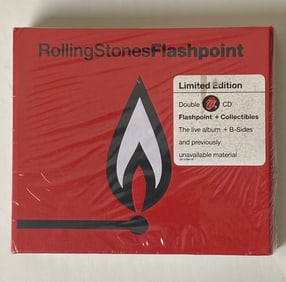 RollingStonesFlashpoint
Limited Edition
Double CD
Flashpoint + Collectibles
The live album + B-Sides
and previously
unavailable material